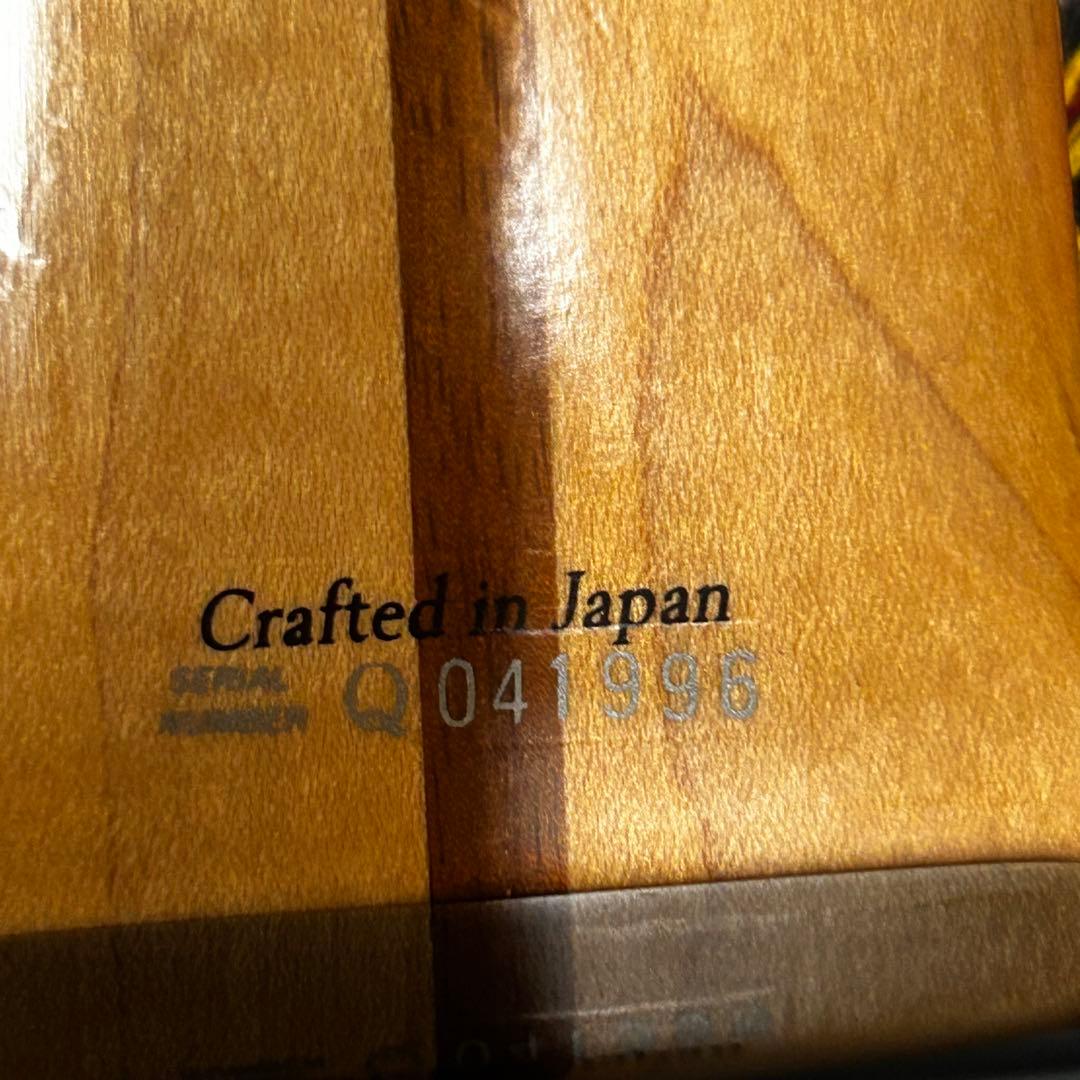 Crafted in Japan
SERIAL
NUMBER Q041996